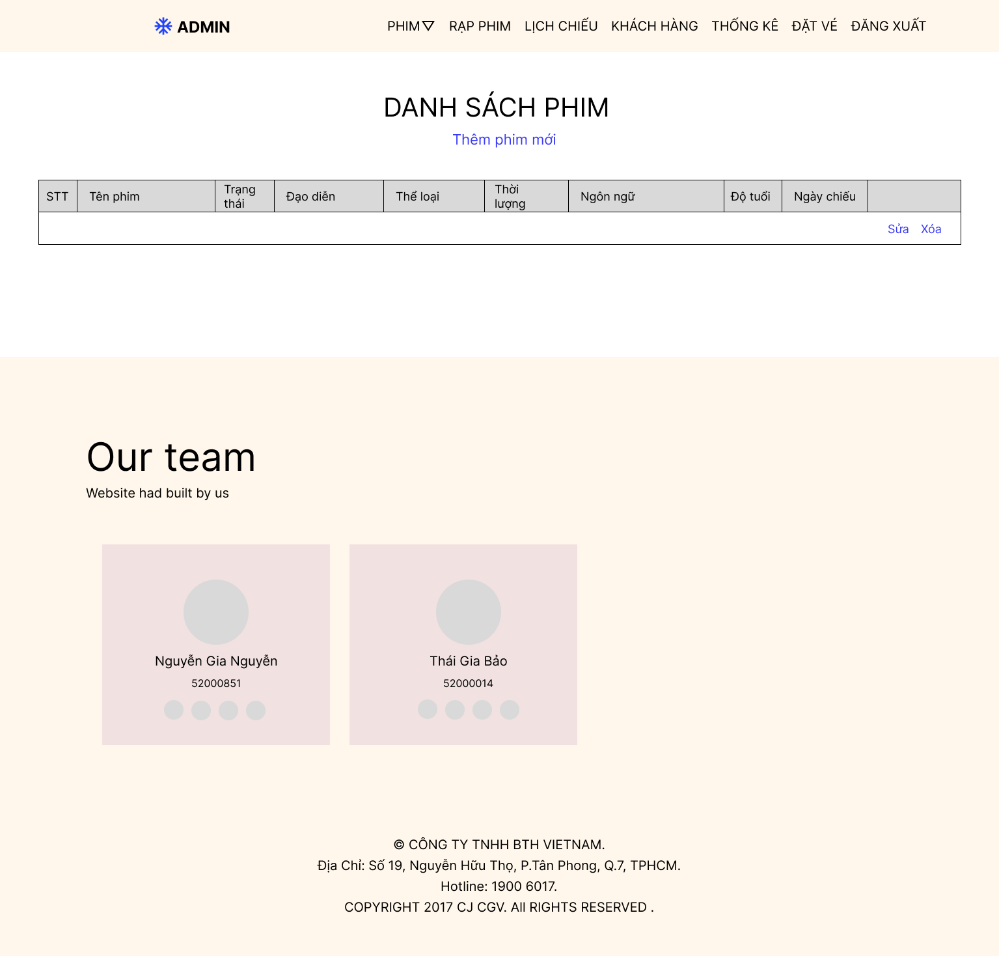 ADMIN
PHIM RẠP PHIM LỊCH CHIẾU KHÁCH HÀNG THỐNG KÊ ĐẶT VÉ ĐĂNG XUẤT
DANH SÁCH PHIM
Thêm phim mới
STT
Tên phim
Trạng
thái
Đạo diễn
Thể loại
Thời
lượng
Ngôn ngữ
Độ tuổi
Ngày chiếu
Sửa Xóa
Our team
Website had built by us
Nguyễn Gia Nguyễn
52000851
Thái Gia Bảo
52000014
© CÔNG TY TNHH BTH VIETNAM.
Địa Chỉ: Số 19, Nguyễn Hữu Thọ, P.Tân Phong, Q.7, TPHCM.
Hotline: 1900 6017.
COPYRIGHT 2017 CJ CGV. All RIGHTS RESERVED .